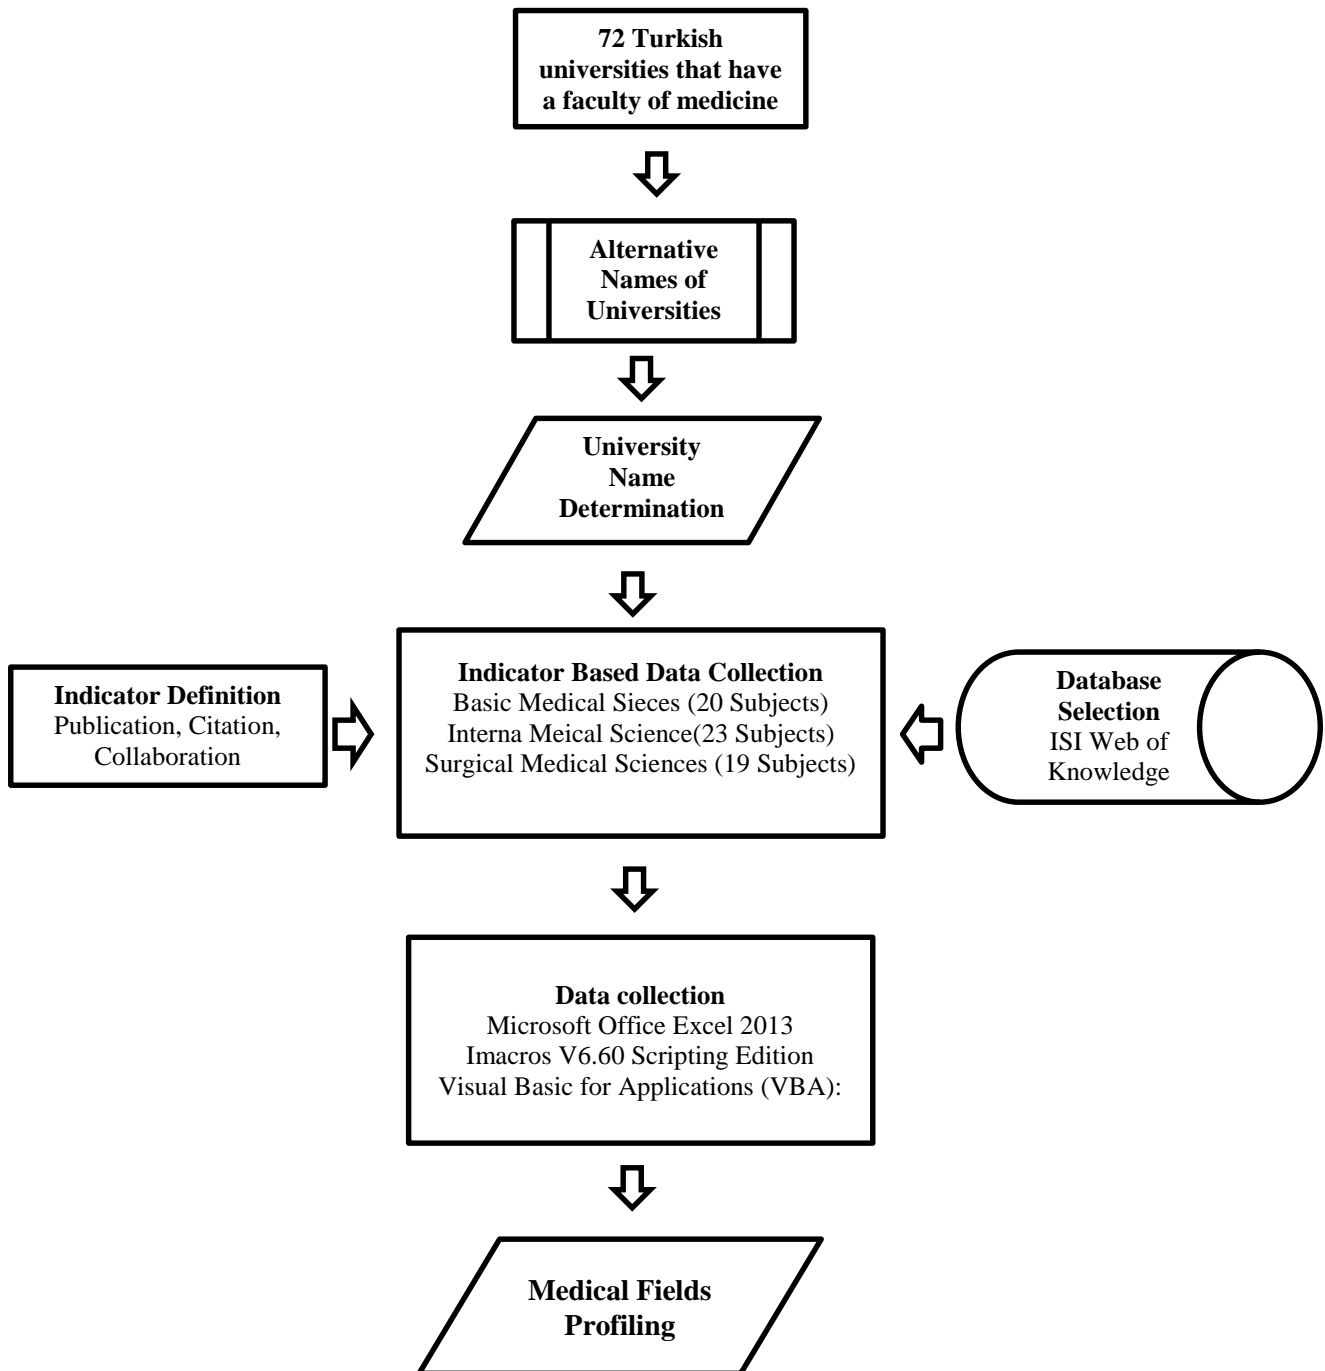 72 Turkish
universities that have
a faculty of medicine
Alternative
Names of
Universities
University
Name
Determination
Indicator Definition
Publication, Citation,
Collaboration
Indicator Based Data Collection
Basic Medical Sieces (20 Subjects)
Interna Meical Science(23 Subjects)
Surgical Medical Sciences (19 Subjects)
Database
Selection
ISI Web of
Knowledge
Data collection
Microsoft Office Excel 2013
Imacros V6.60 Scripting Edition
Visual Basic for Applications (VBA):
Medical Fields
Profiling